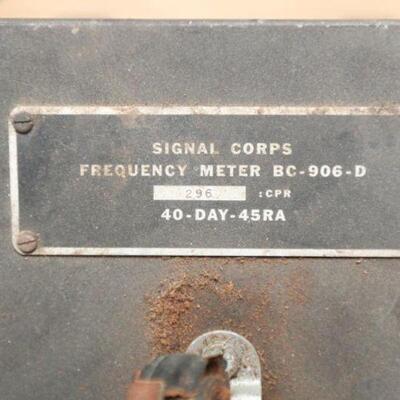 SIGNAL CORPS
FREQUENCY METER BC-906-D
296 :CPR
40-DAY-45RA